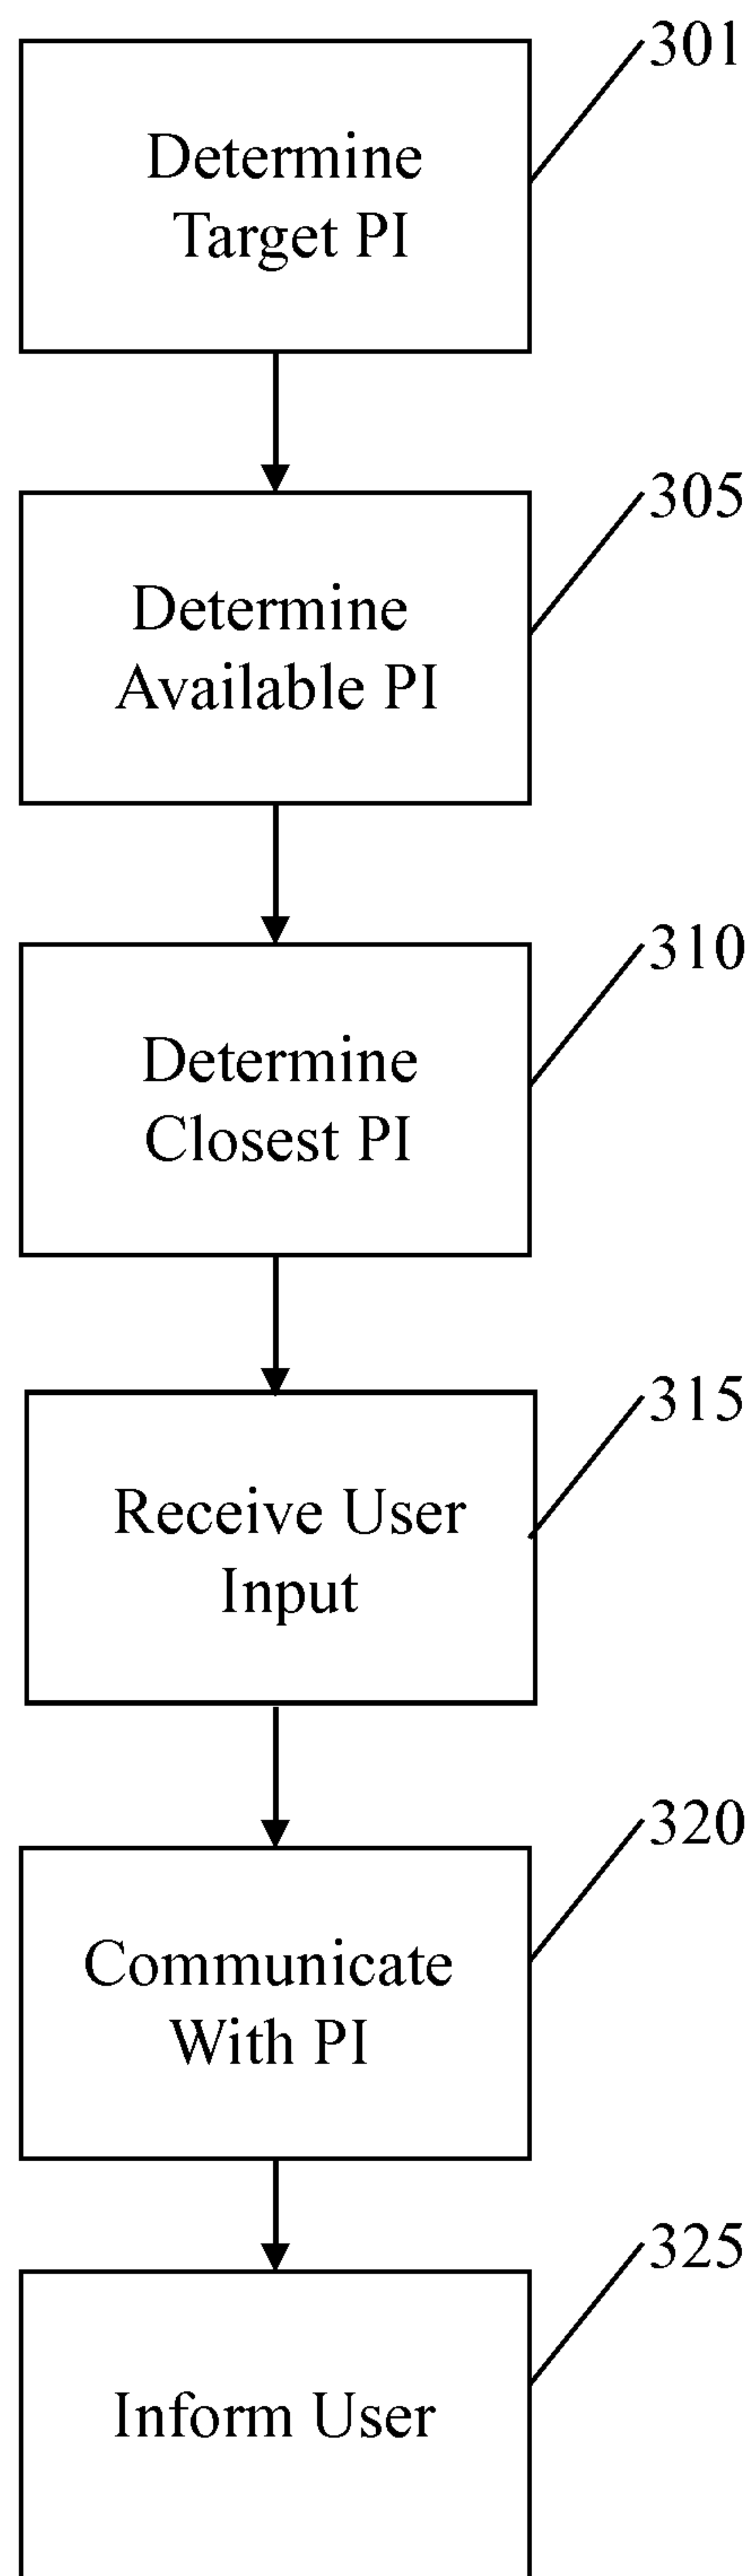 301
Determine
Target PI
305
Determine
Available PI
310
Determine
Closest PI
315
Receive User
Input
320
Communicate
With PI
325
Inform User